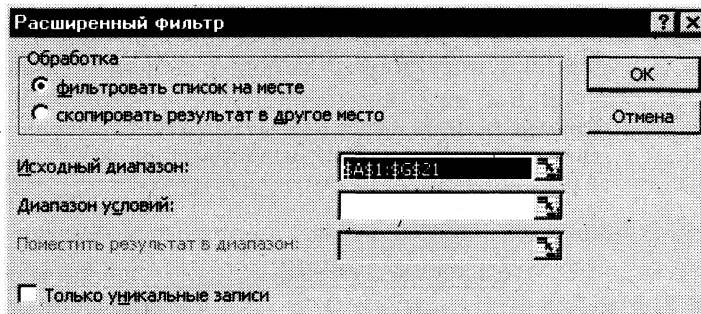 Расширенный фильтр
Обработка
фильтровать список на месте
скопировать результат в другое место
ОК
Отмена
Исходный диапазон:
$A$1:$G$21
Диапазон условий:
Поместить результат в диапазон:
Только уникальные записи